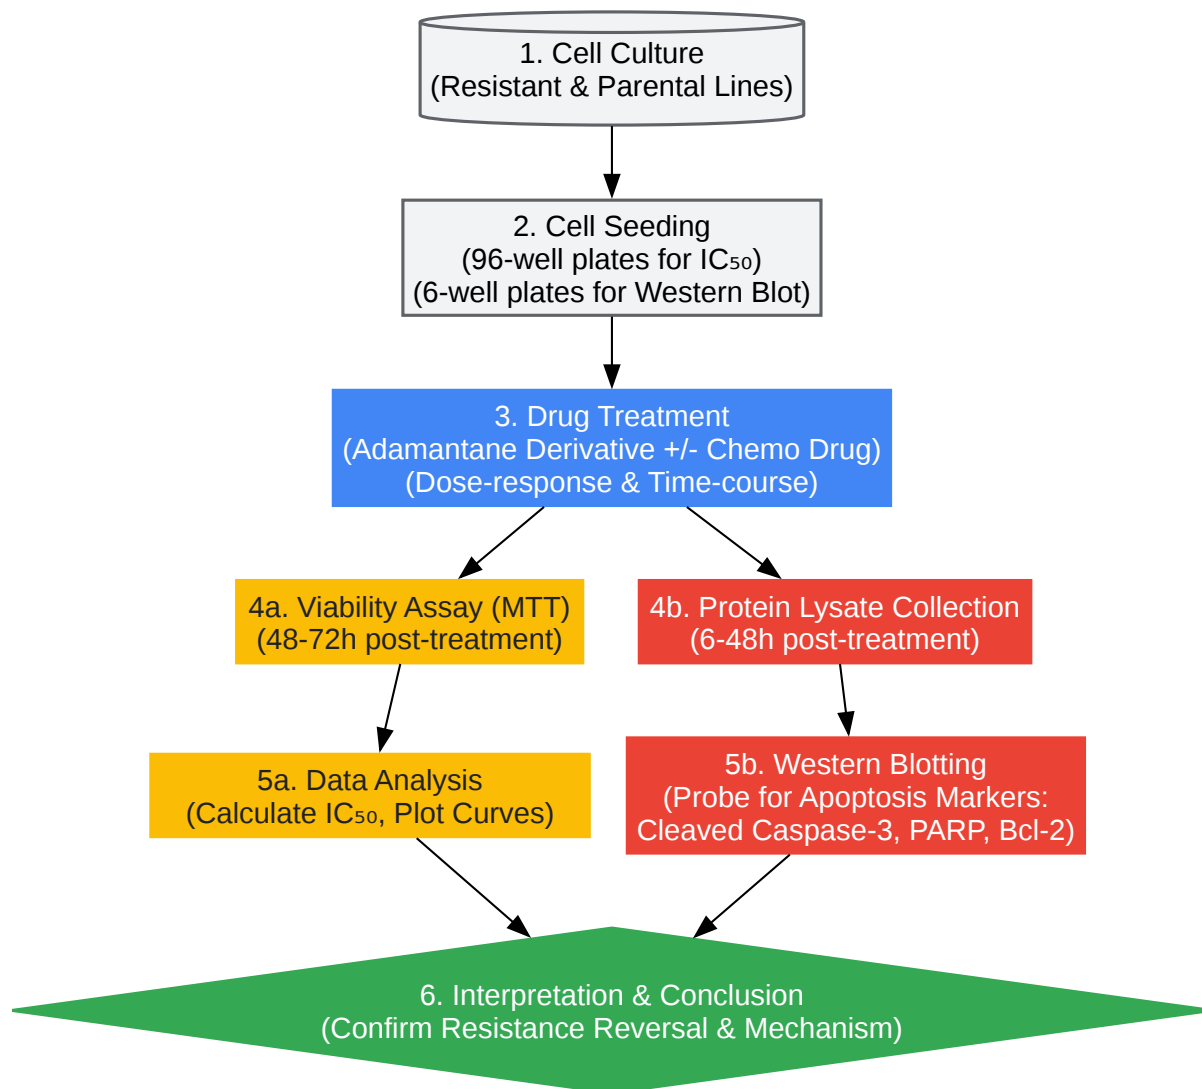 1. Cell Culture
(Resistant & Parental Lines)
2. Cell Seeding
(96-well plates for IC₅₀)
(6-well plates for Western Blot)
3. Drug Treatment
(Adamantane Derivative +/- Chemo Drug)
(Dose-response & Time-course)
4a. Viability Assay (MTT)
(48-72h post-treatment)
4b. Protein Lysate Collection
(6-48h post-treatment)
5a. Data Analysis
(Calculate IC₅₀, Plot Curves)
5b. Western Blotting
(Probe for Apoptosis Markers:
Cleaved Caspase-3, PARP, Bcl-2)
6. Interpretation & Conclusion
(Confirm Resistance Reversal & Mechanism)